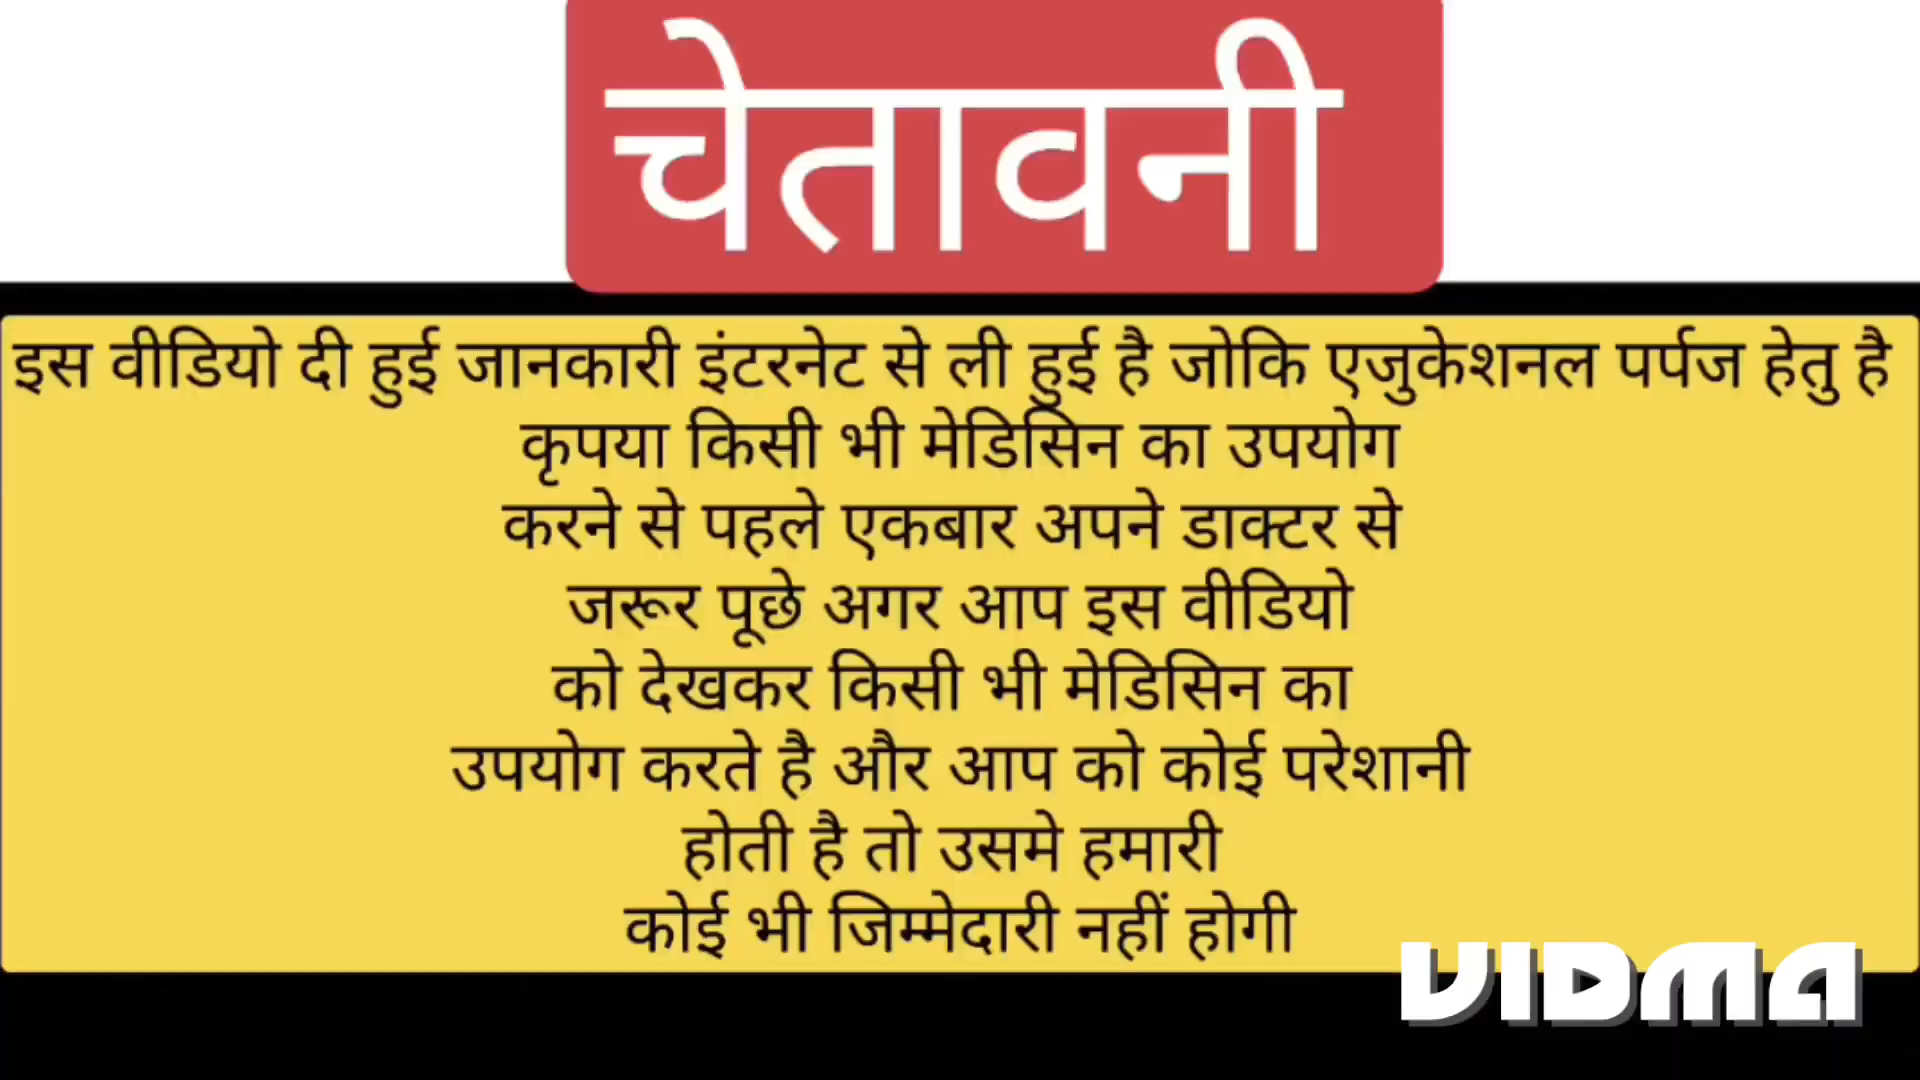 चेतावनी
इस वीडियो दी हुई जानकारी इंटरनेट से ली हुई है जोकि एजुकेशनल पर्पज हेतु है
कृपया किसी भी मेडिसिन का उपयोग
करने से पहले एकबार अपने डाक्टर से
जरूर पूछे अगर आप इस वीडियो
को देखकर किसी भी मेडिसिन का
उपयोग करते है और आप को कोई परेशानी
होती है तो उसमे हमारी
कोई भी जिम्मेदारी नहीं होगी
VIDMA